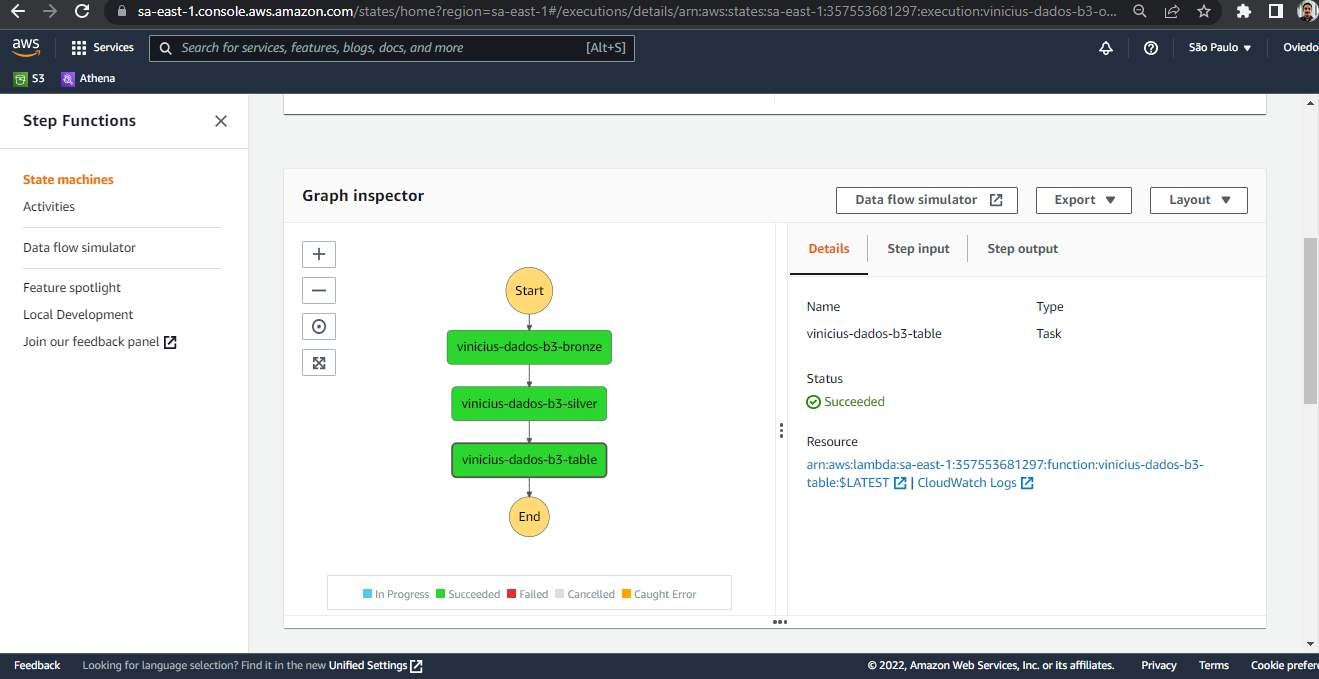 sa-east-1.console.aws.amazon.com/states/home?region=sa-east-1#/executions/details/arn:aws:states:sa-east-1:357553681297:execution:vinicius-dados-b3-o...
aws
Services
Search for services, features, blogs, docs, and more
[Alt+S]
São Paulo
Oviedo
S3
Athena
Step Functions
State machines
Activities
Data flow simulator
Feature spotlight
Local Development
Join our feedback panel
Graph inspector
Data flow simulator
Export
Layout
Start
vinicius-dados-b3-bronze
vinicius-dados-b3-silver
vinicius-dados-b3-table
End
In Progress Succeeded Failed Cancelled Caught Error
Details
Step input
Step output
Name
Type
vinicius-dados-b3-table
Task
Status
Succeeded
Resource
arn:aws:lambda:sa-east-1:357553681297:function:vinicius-dados-b3-
table:$LATEST | CloudWatch Logs
Feedback
Looking for language selection? Find it in the new Unified Settings
© 2022, Amazon Web Services, Inc. or its affiliates.
Privacy
Terms
Cookie prefer